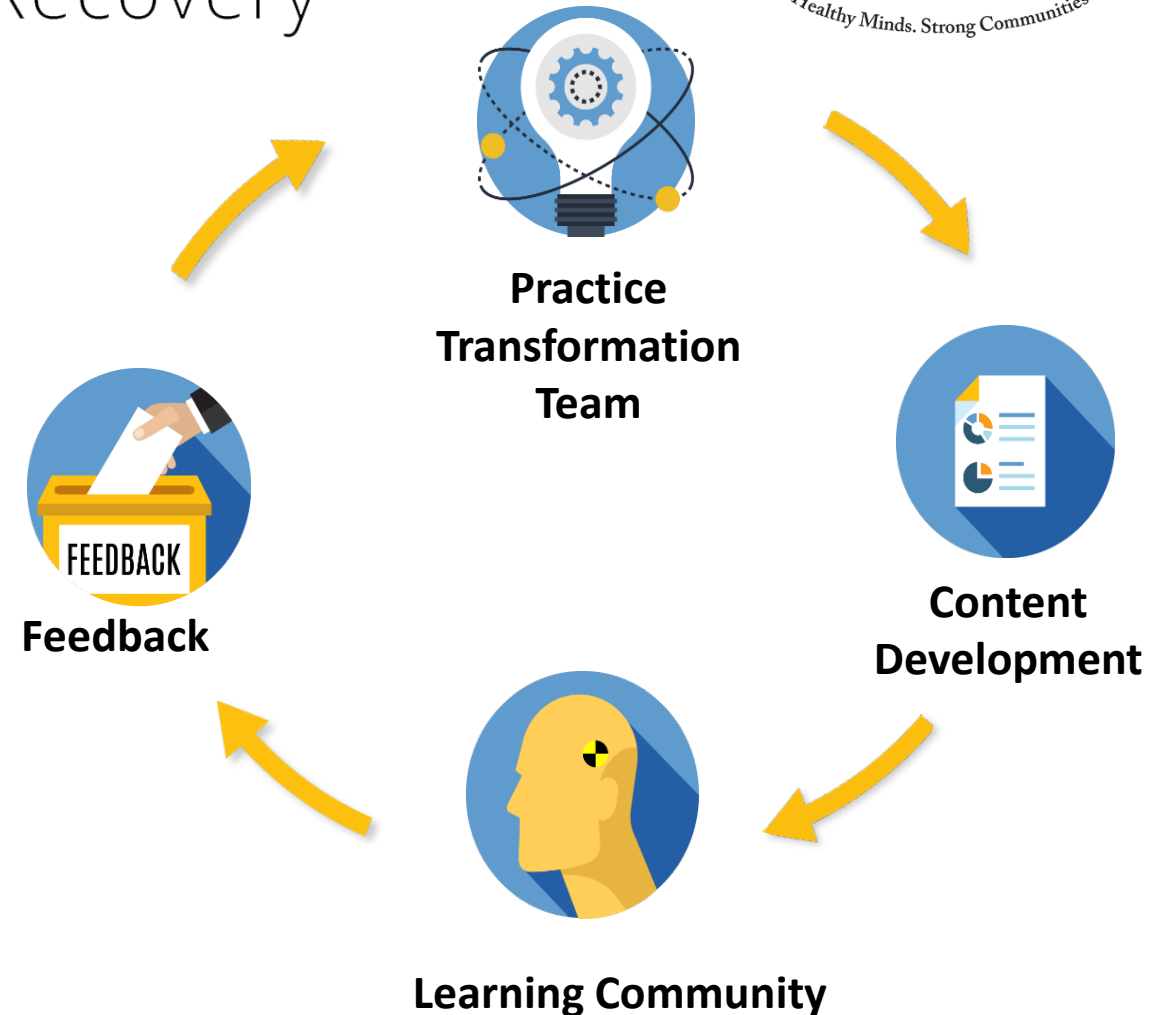 Recovery
Healthy Minds. Strong Communities
Practice
Transformation
Team
FEEDBACK
Feedback
Content
Development
Learning Community